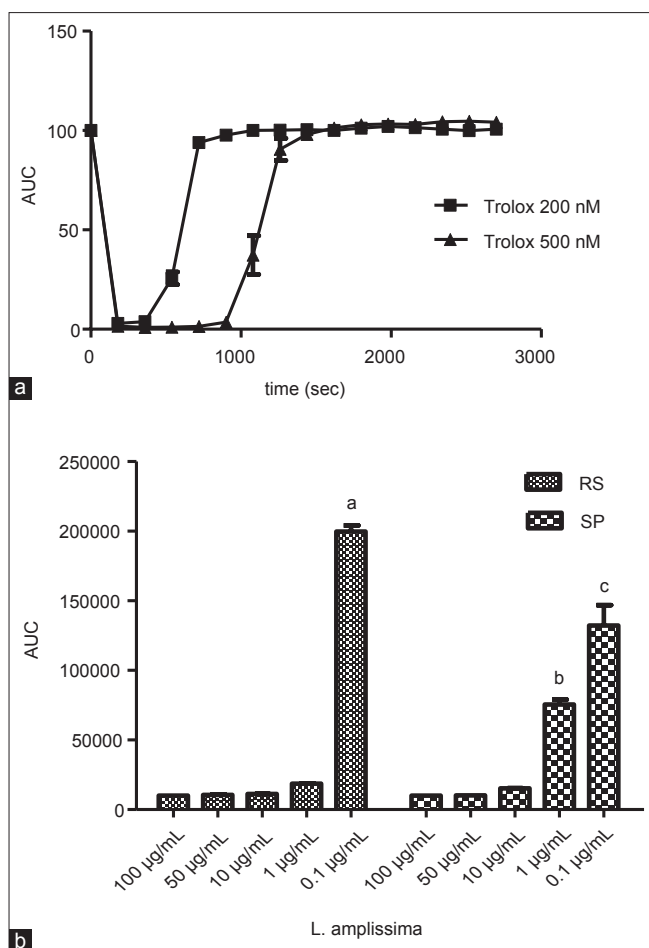 150
100
50
0
AUC
0
1000
2000
3000
time (sec)
Trolox 200 nM
Trolox 500 nM
a
250000
200000
150000
100000
50000
0
AUC
RS
SP
a
b
c
100 µg/mL
50 µg/mL
10 µg/mL
1 µg/mL
0.1 µg/mL
100 µg/mL
50 µg/mL
10 µg/mL
1 µg/mL
0.1 µg/mL
L. amplissima
b